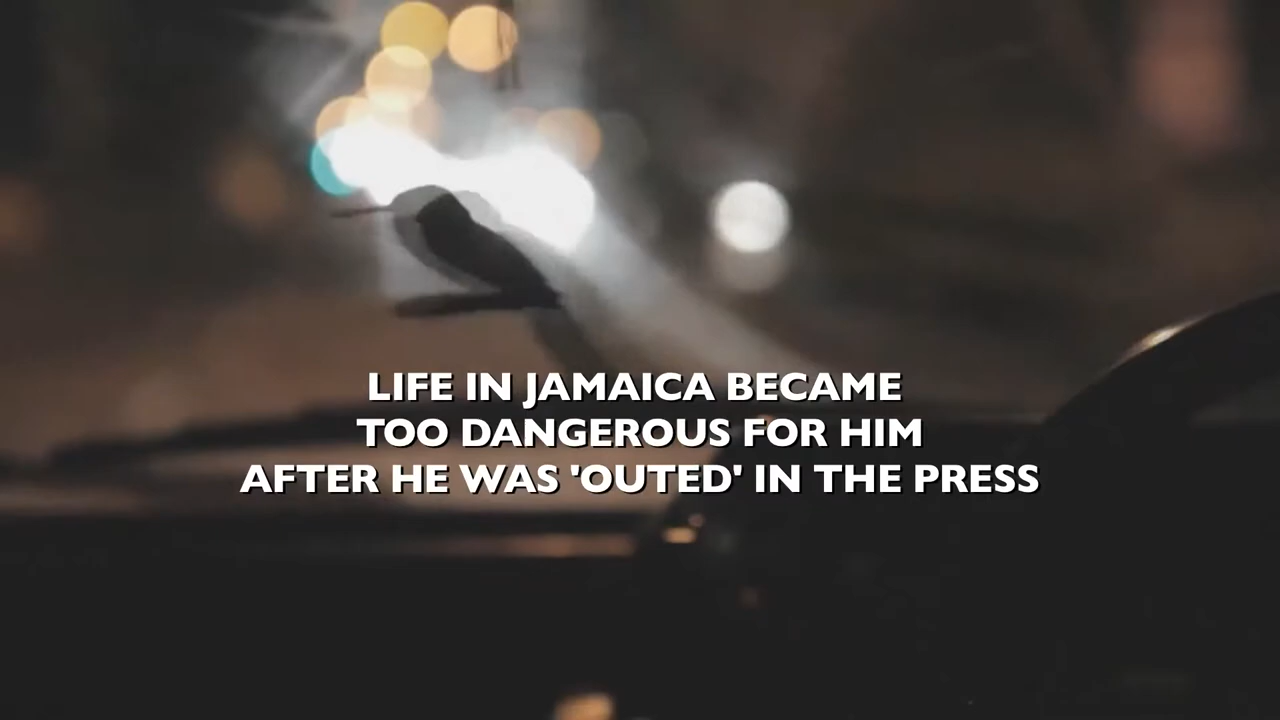 LIFE IN JAMAICA BECAME
TOO DANGEROUS FOR HIM
AFTER HE WAS 'OUTED' IN THE PRESS